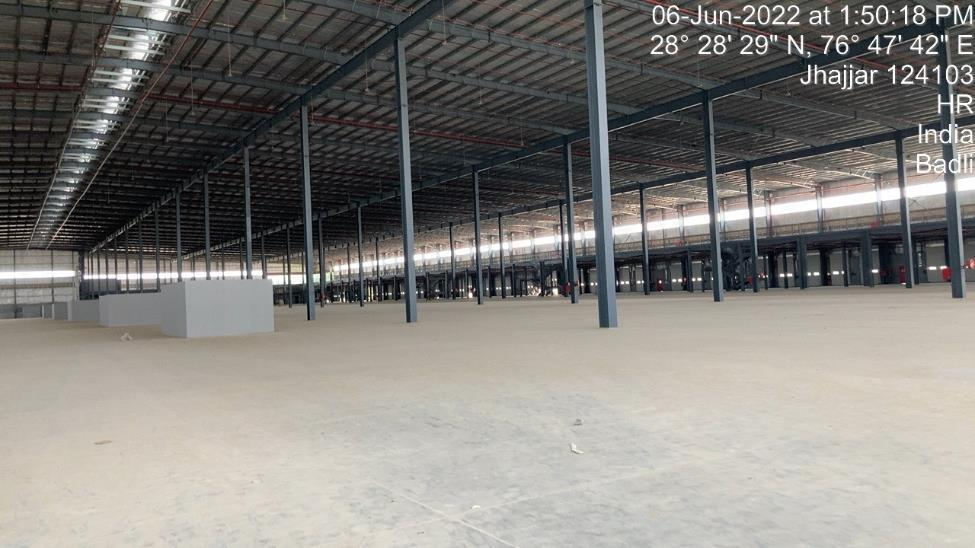 06-Jun-2022 at 1:50:18 PM
28° 28' 29" N, 76° 47' 42" E
Jhajjar 124103
HR
India
Badli